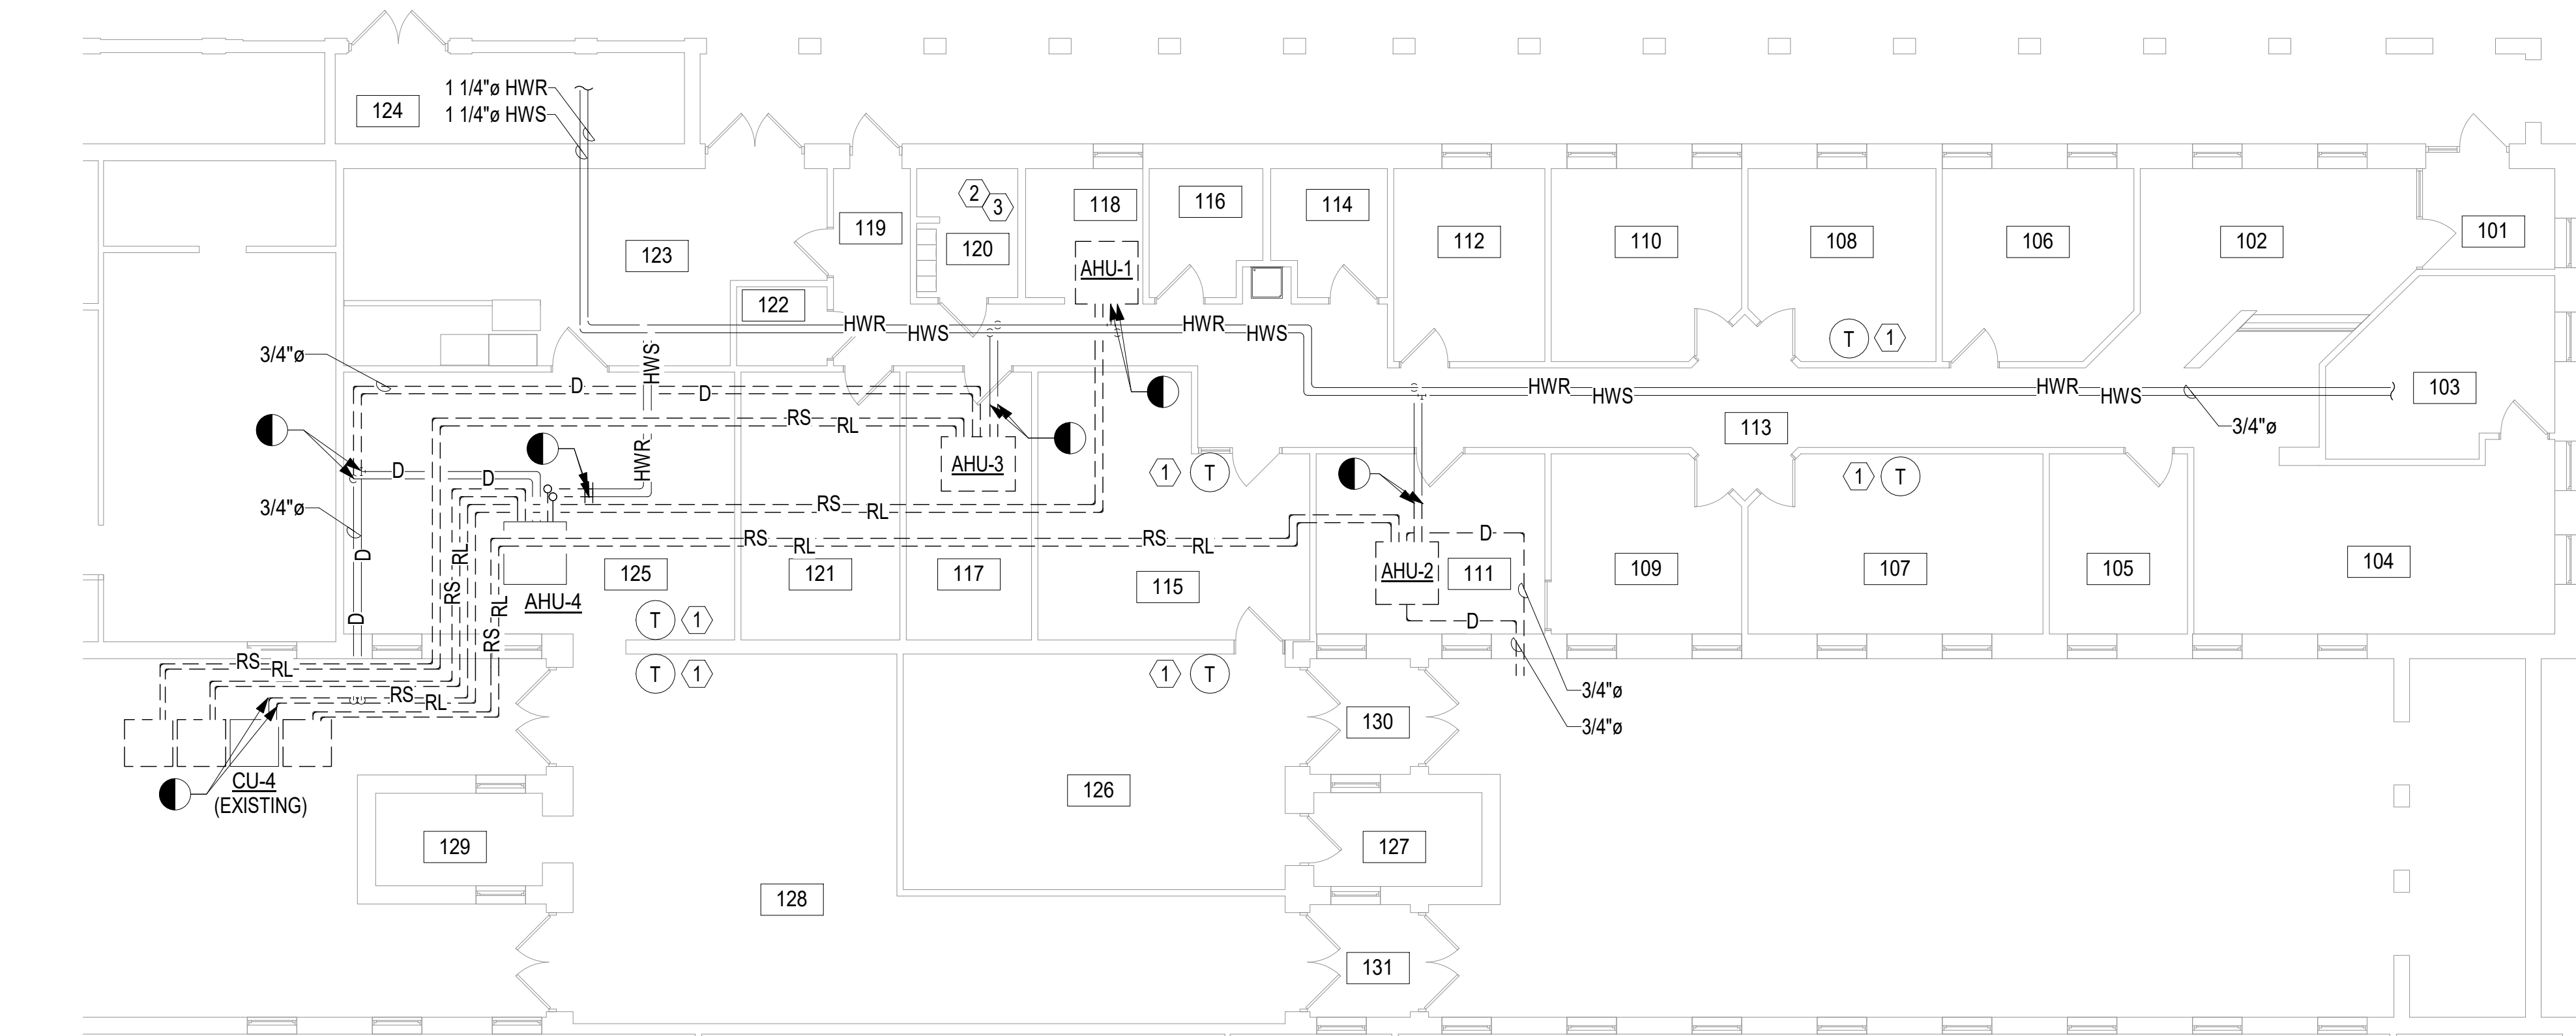 1 1/4"ø HWR
124
1 1/4"ø HWS
2
3
118
116
114
119
120
123
112
110
108
106
102
101
AHU-1
122
HWR
HWS
HWR
HWS
T
1
3/4"ø
HWS
D
D
HWR
HWS
HWR
HWS
103
RS
RL
113
3/4"ø
HWR
D
D
AHU-3
1
T
1
T
3/4"ø
RS
RL
D
RS
RL
RS
RL
D
RL
RS
125
121
117
115
AHU-2
111
109
107
105
104
AHU-4
RL
RS
D
T
1
D
RS
RL
T
1
1
T
3/4"ø
RS
RL
3/4"ø
130
CU-4
(EXISTING)
126
129
127
128
131